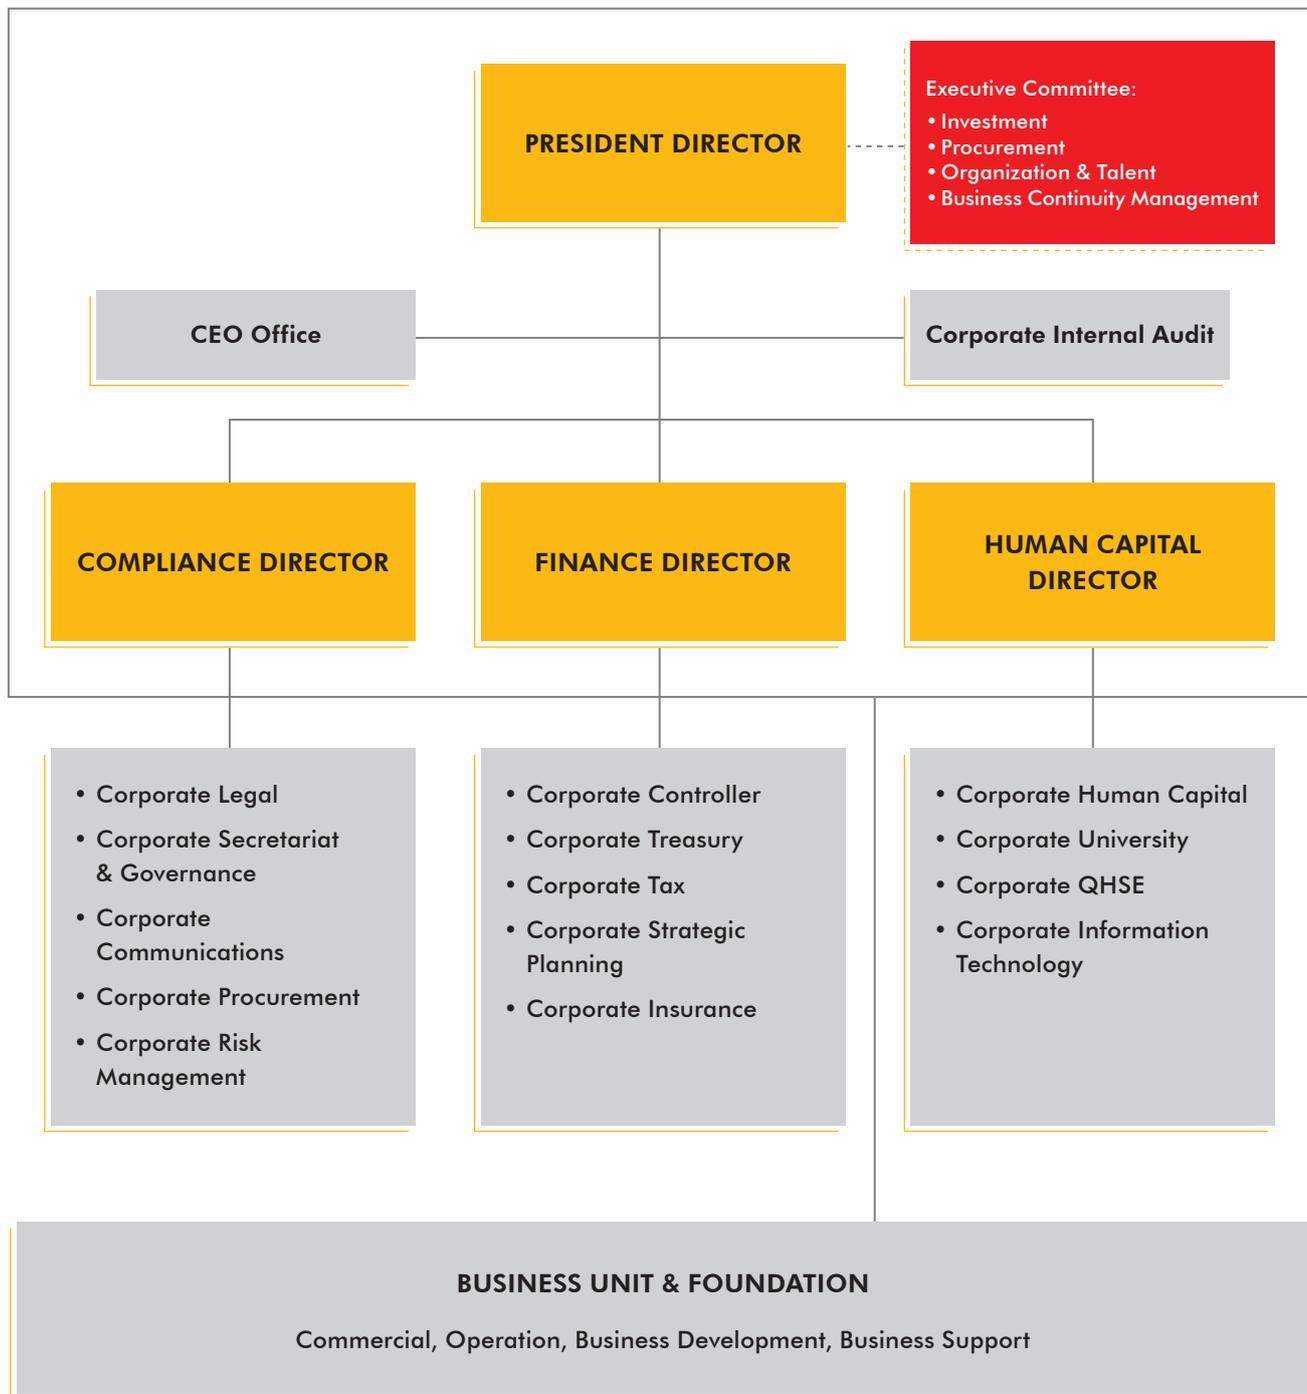 PRESIDENT DIRECTOR
Executive Committee:
• Investment
• Procurement
• Organization & Talent
• Business Continuity Management
CEO Office
Corporate Internal Audit
COMPLIANCE DIRECTOR
FINANCE DIRECTOR
HUMAN CAPITAL
DIRECTOR
• Corporate Legal
• Corporate Secretariat
& Governance
• Corporate
Communications
• Corporate Procurement
• Corporate Risk
Management
• Corporate Controller
• Corporate Treasury
• Corporate Tax
• Corporate Strategic
Planning
• Corporate Insurance
• Corporate Human Capital
• Corporate University
• Corporate QHSE
• Corporate Information
Technology
BUSINESS UNIT & FOUNDATION
Commercial, Operation, Business Development, Business Support